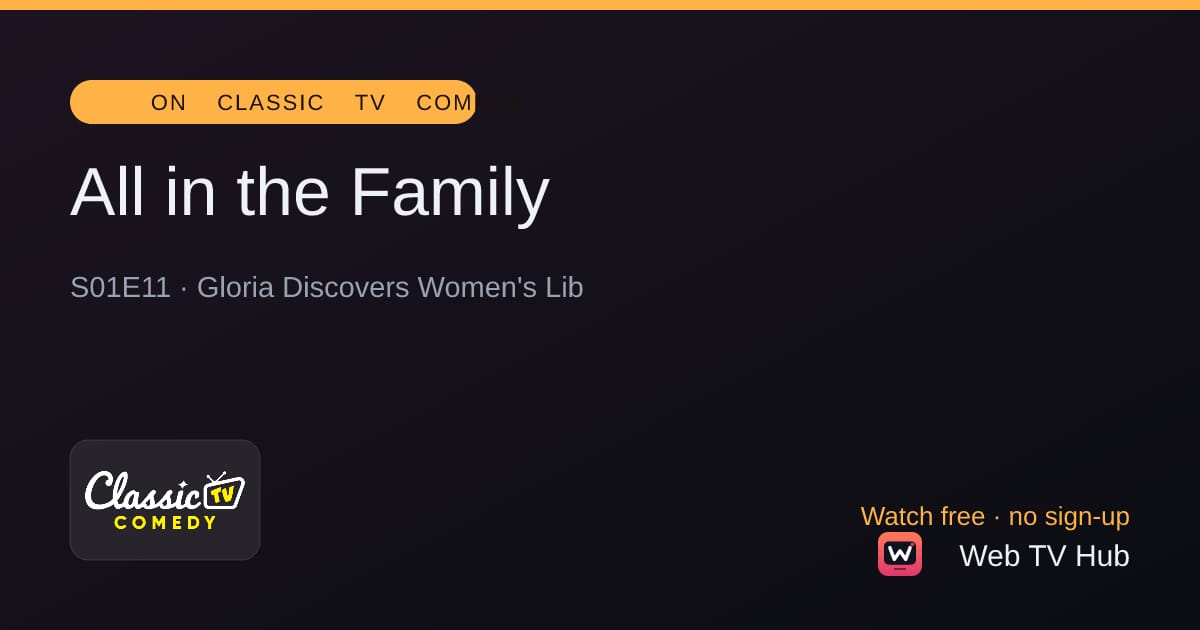 ON CLASSIC TV COM
All in the Family
S01E11 · Gloria Discovers Women's Lib
Classic TV
COMEDY
Watch free · no sign-up
W
Web TV Hub